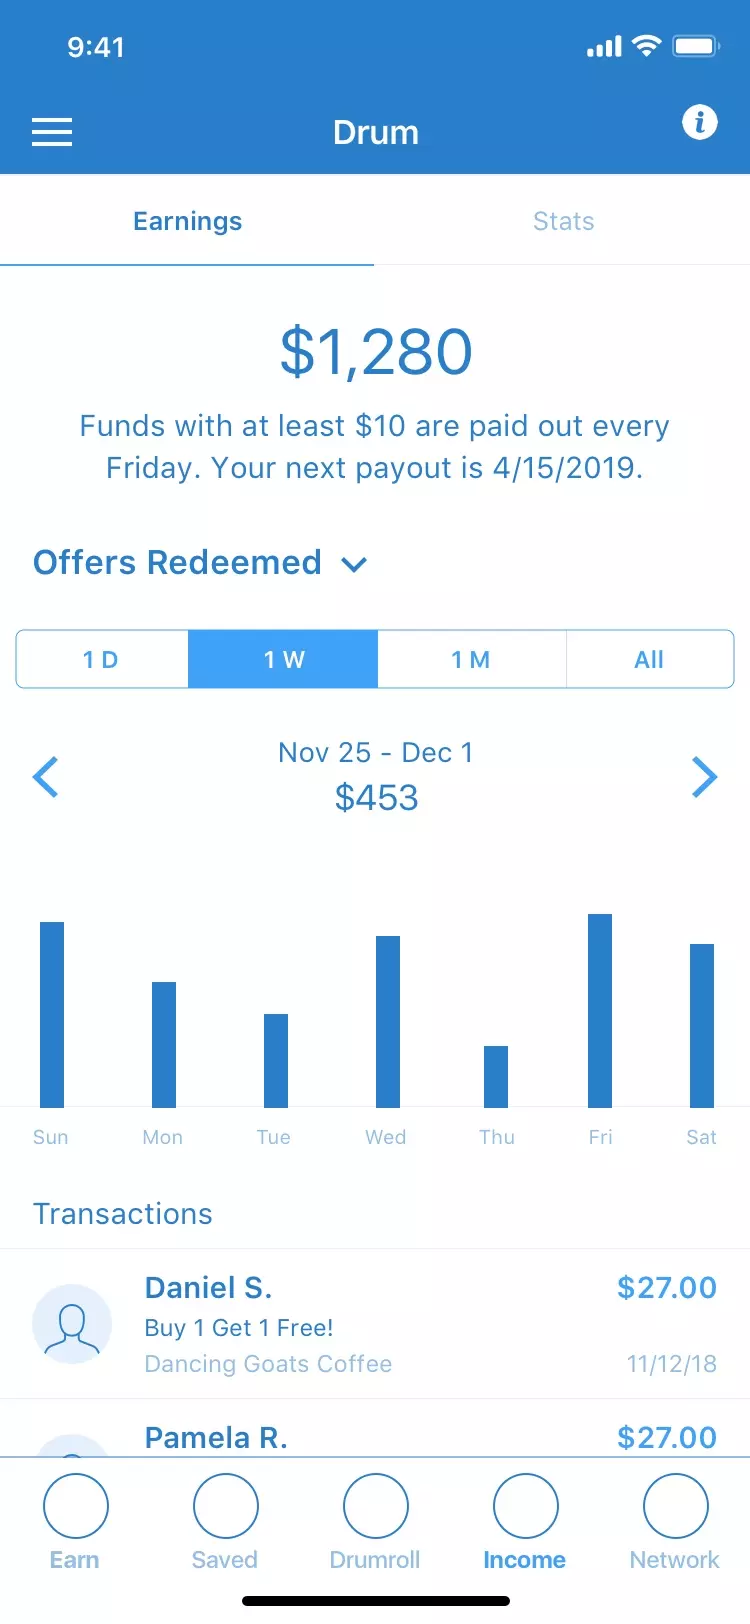 9:41
Drum
Earnings
Stats
$1,280
Funds with at least $10 are paid out every
Friday. Your next payout is 4/15/2019.
Offers Redeemed
1 D
1 W
1 M
All
Nov 25 - Dec 1
$453
Sun
Mon
Tue
Wed
Thu
Fri
Sat
Transactions
Daniel S.
$27.00
Buy 1 Get 1 Free!
Dancing Goats Coffee
11/12/18
Pamela R.
$27.00
Earn
Saved
Drumroll
Income
Network